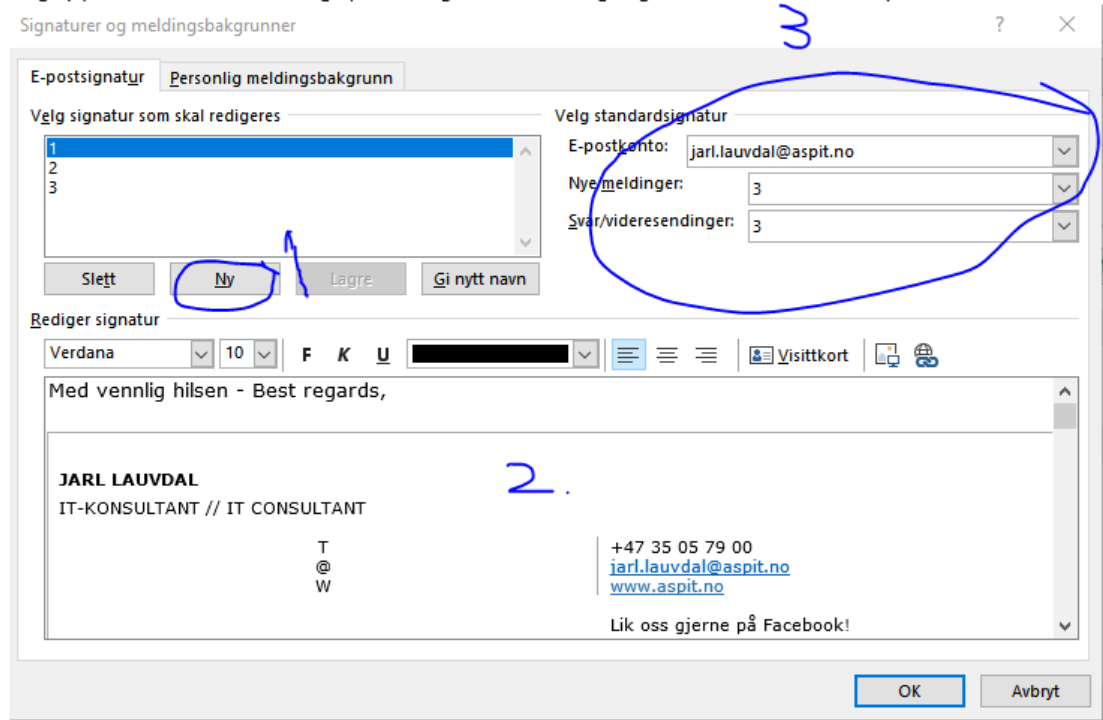 Signaturer og meldingsbakgrunner
3
E-postsignatur Personlig meldingsbakgrunn
Velg signatur som skal redigeres
1
2
3
1
Slett Ny Lagre Gi nytt navn
Velg standardsignatur
E-postkonto: jarl.lauvdal@aspit.no
Nye meldinger: 3
Svar/videresendinger: 3
Rediger signatur
Verdana 10 F K U Visittkort
Med vennlig hilsen - Best regards,
2.
JARL LAUVDAL
IT-KONSULTANT // IT CONSULTANT
T +47 35 05 79 00
@ jarl.lauvdal@aspit.no
W www.aspit.no
Lik oss gjerne på Facebook!
OK Avbryt